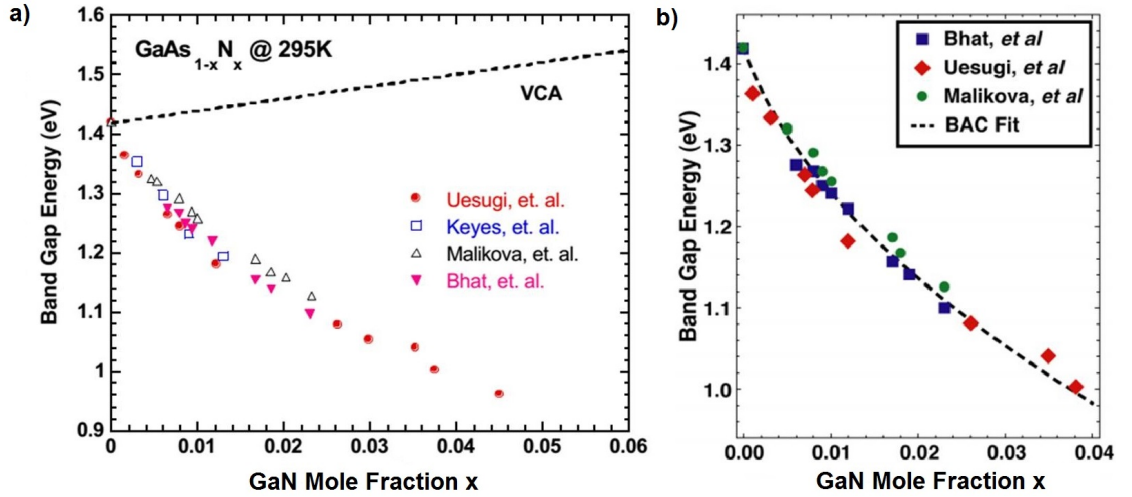 a)
1.6
1.5
1.4
1.3
1.2
1.1
1
0.9
Band Gap Energy (eV)
GaAs1-xNx @ 295K
VCA
Uesugi, et. al.
Keyes, et. al.
Malikova, et. al.
Bhat, et. al.
0 0.01 0.02 0.03 0.04 0.05 0.06
GaN Mole Fraction x
b)
1.4
1.3
1.2
1.1
1.0
Band Gap Energy (eV)
Bhat, et al
Uesugi, et al
Malikova, et al
BAC Fit
0.00 0.01 0.02 0.03 0.04
GaN Mole Fraction x